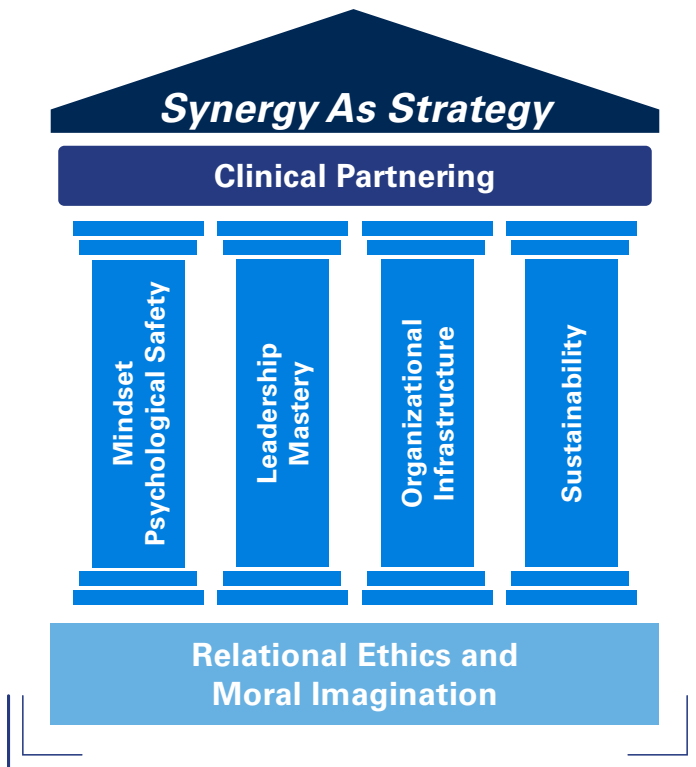 Synergy As Strategy
Clinical Partnering
Mindset
Psychological Safety
Leadership
Mastery
Organizational
Infrastructure
Sustainability
Relational Ethics and
Moral Imagination